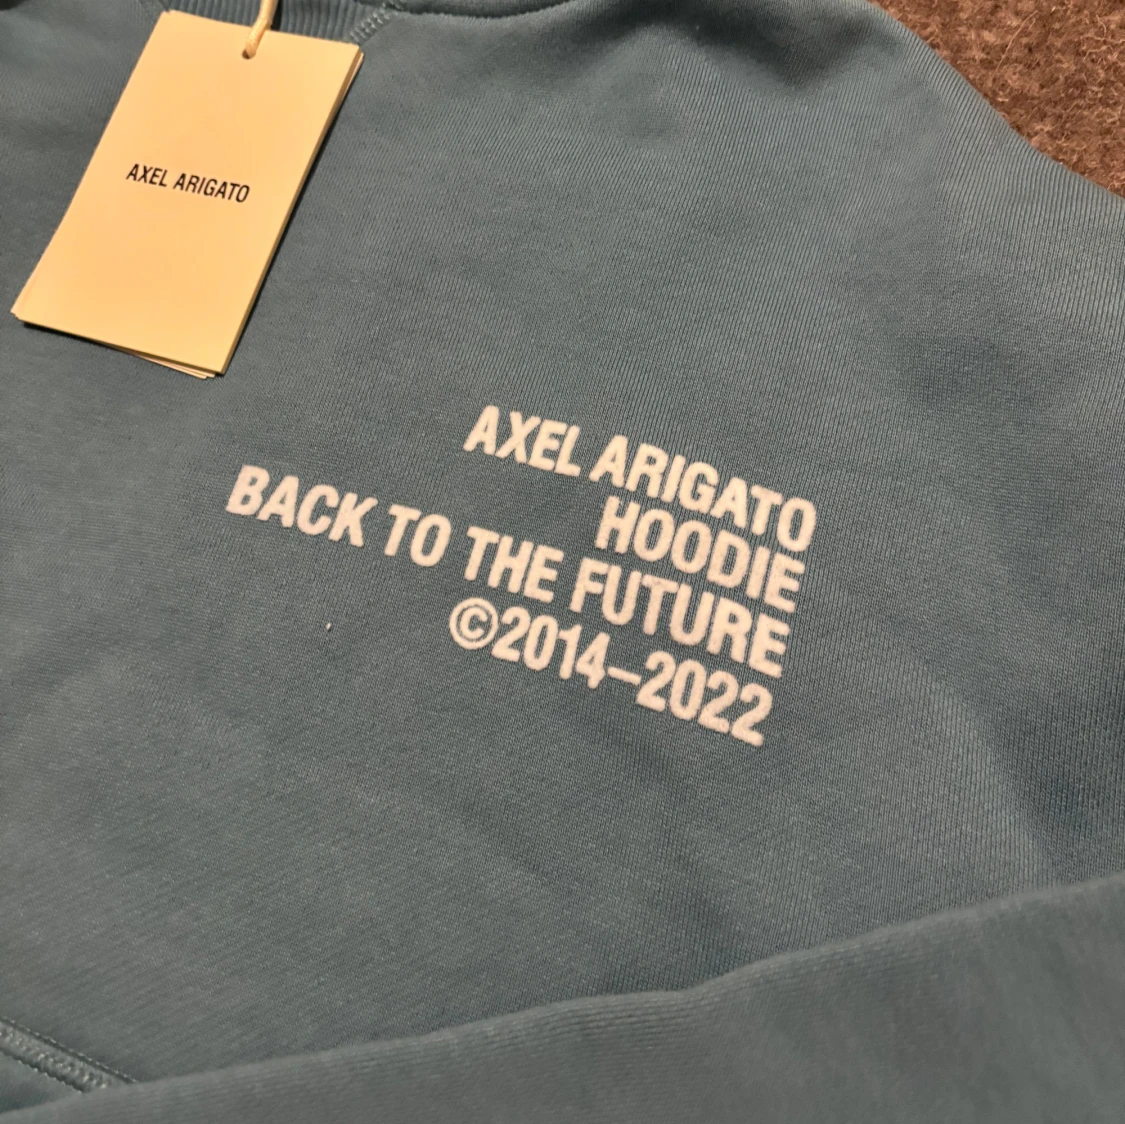 AXEL ARIGATO
AXEL ARIGATO
HOODIE
BACK TO THE FUTURE
©2014–2022